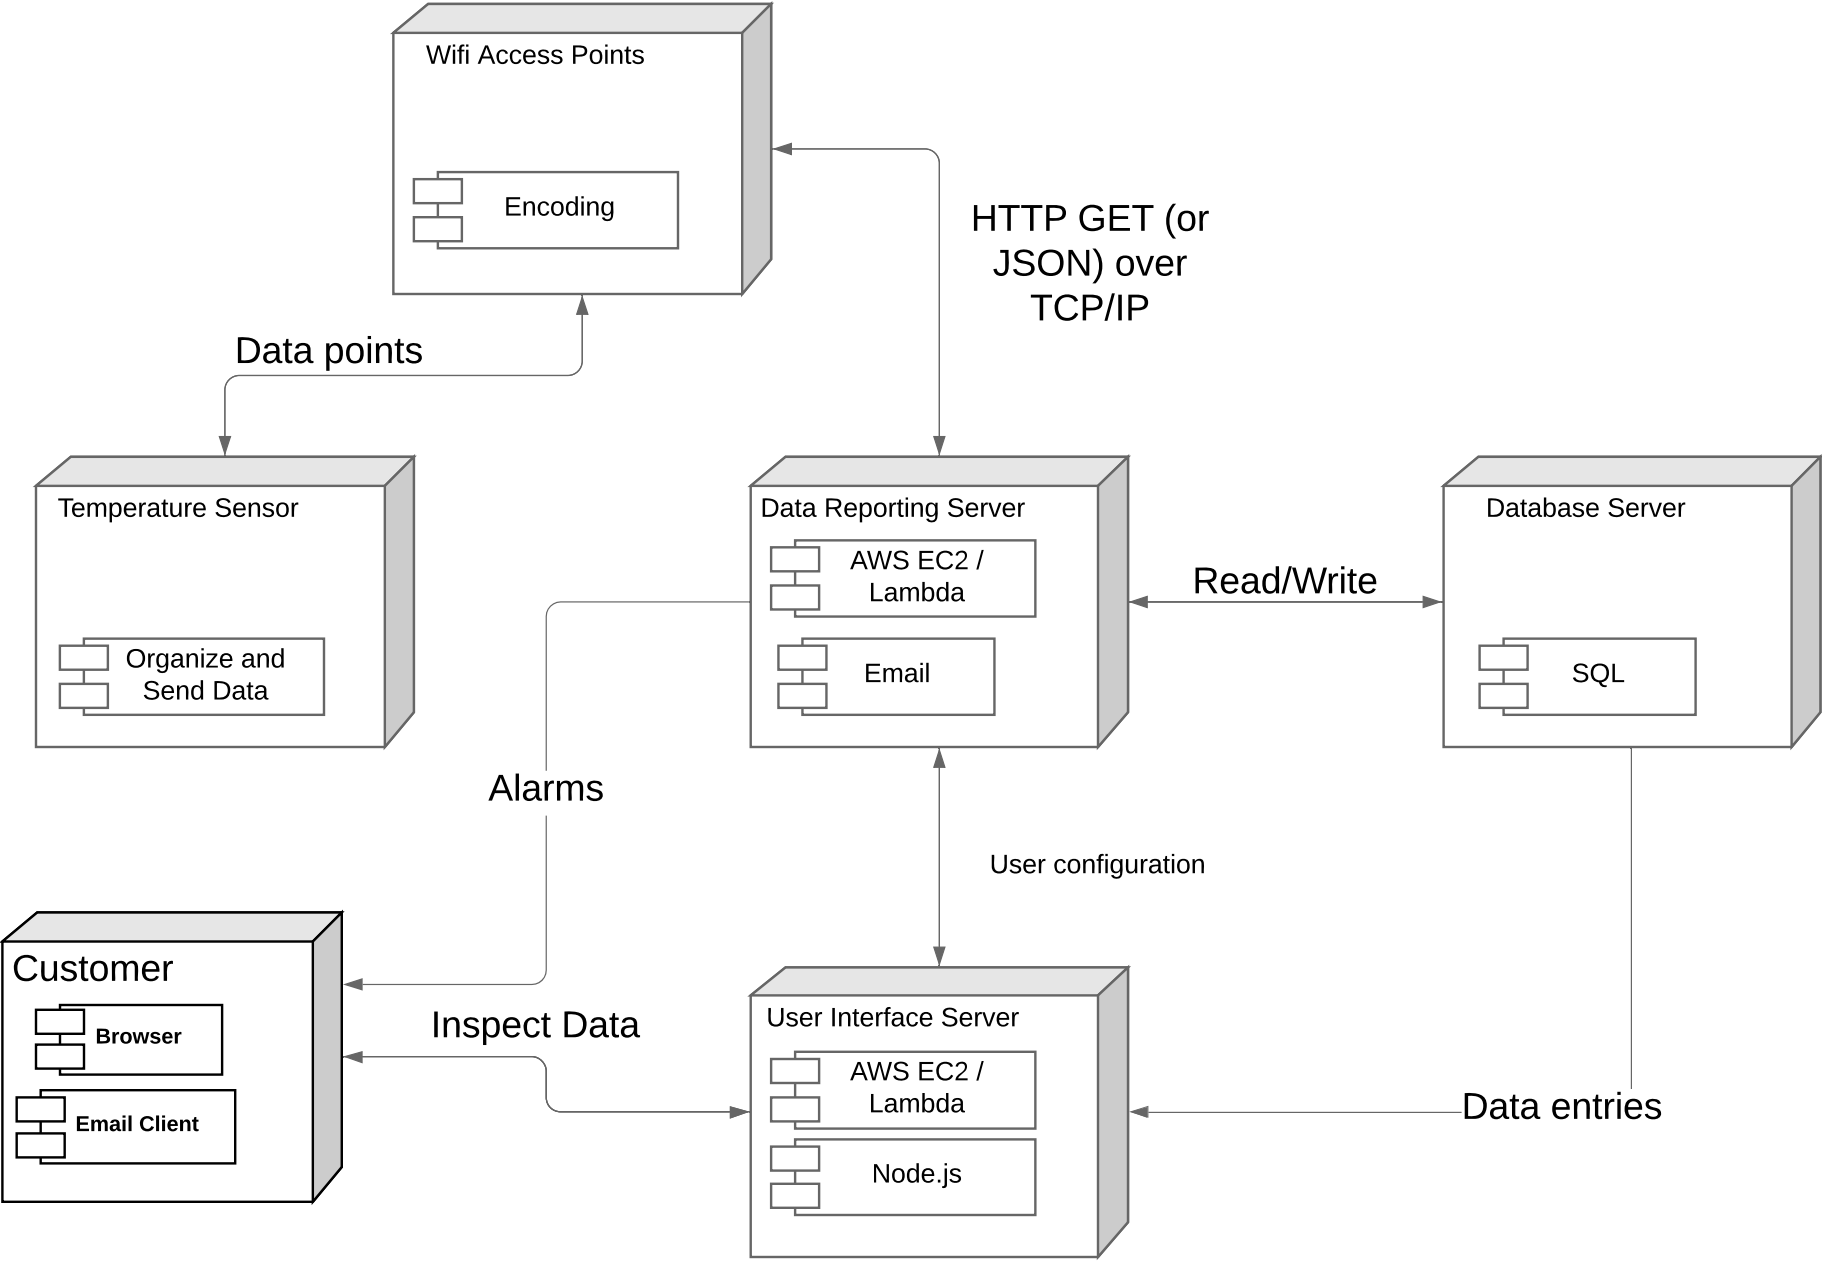 Wifi Access Points
Encoding
HTTP GET (or
JSON) over
TCP/IP
Data points
Temperature Sensor
Organize and
Send Data
Data Reporting Server
AWS EC2 /
Lambda
Email
Read/Write
Database Server
SQL
Alarms
User configuration
Customer
Browser
Email Client
Inspect Data
User Interface Server
AWS EC2 /
Lambda
Node.js
Data entries